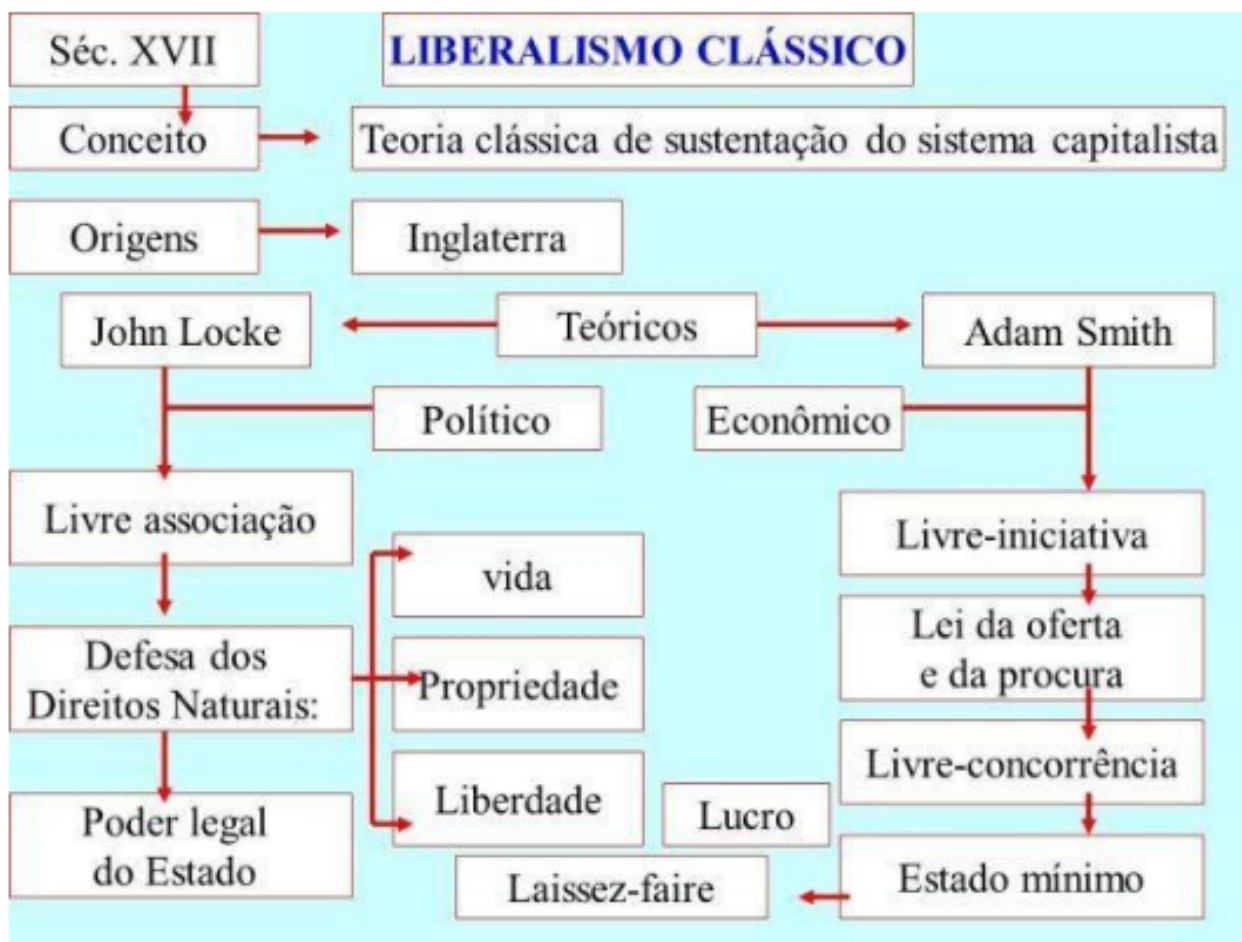 Séc. XVII
LIBERALISMO CLÁSSICO
Conceito
Teoria clássica de sustentação do sistema capitalista
Origens
Inglaterra
John Locke
Teóricos
Adam Smith
Político
Econômico
Livre associação
vida
Livre-iniciativa
Defesa dos
Direitos Naturais:
Propriedade
Lei da oferta
e da procura
Liberdade
Lucro
Livre-concorrência
Poder legal
do Estado
Laissez-faire
Estado mínimo